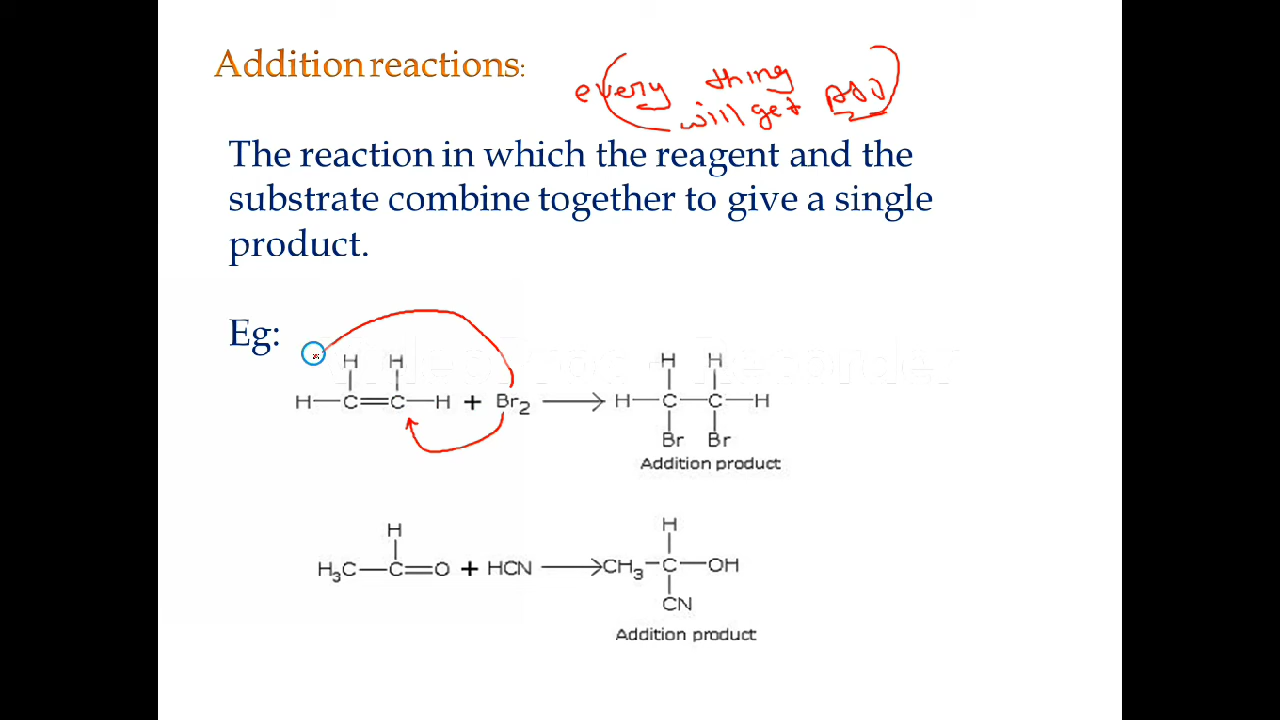 Addition reactions:
every thing
will get ADD
The reaction in which the reagent and the
substrate combine together to give a single
product.
Eg:
H H H H
H—C=C—H + Br2 → H—C—C—H
Br Br
Addition product
H H
H3C—C=O + HCN → CH3—C—OH
CN
Addition product